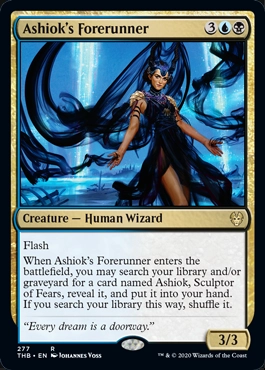 Ashiok's Forerunner 3
Creature — Human Wizard
Flash
When Ashiok's Forerunner enters the
battlefield, you may search your library and/or
graveyard for a card named Ashiok, Sculptor
of Fears, reveal it, and put it into your hand.
If you search your library this way, shuffle it.
“Every dream is a doorway.”
3/3
277 R
THB • EN Johannes Voss
™ & © 2020 Wizards of the Coast